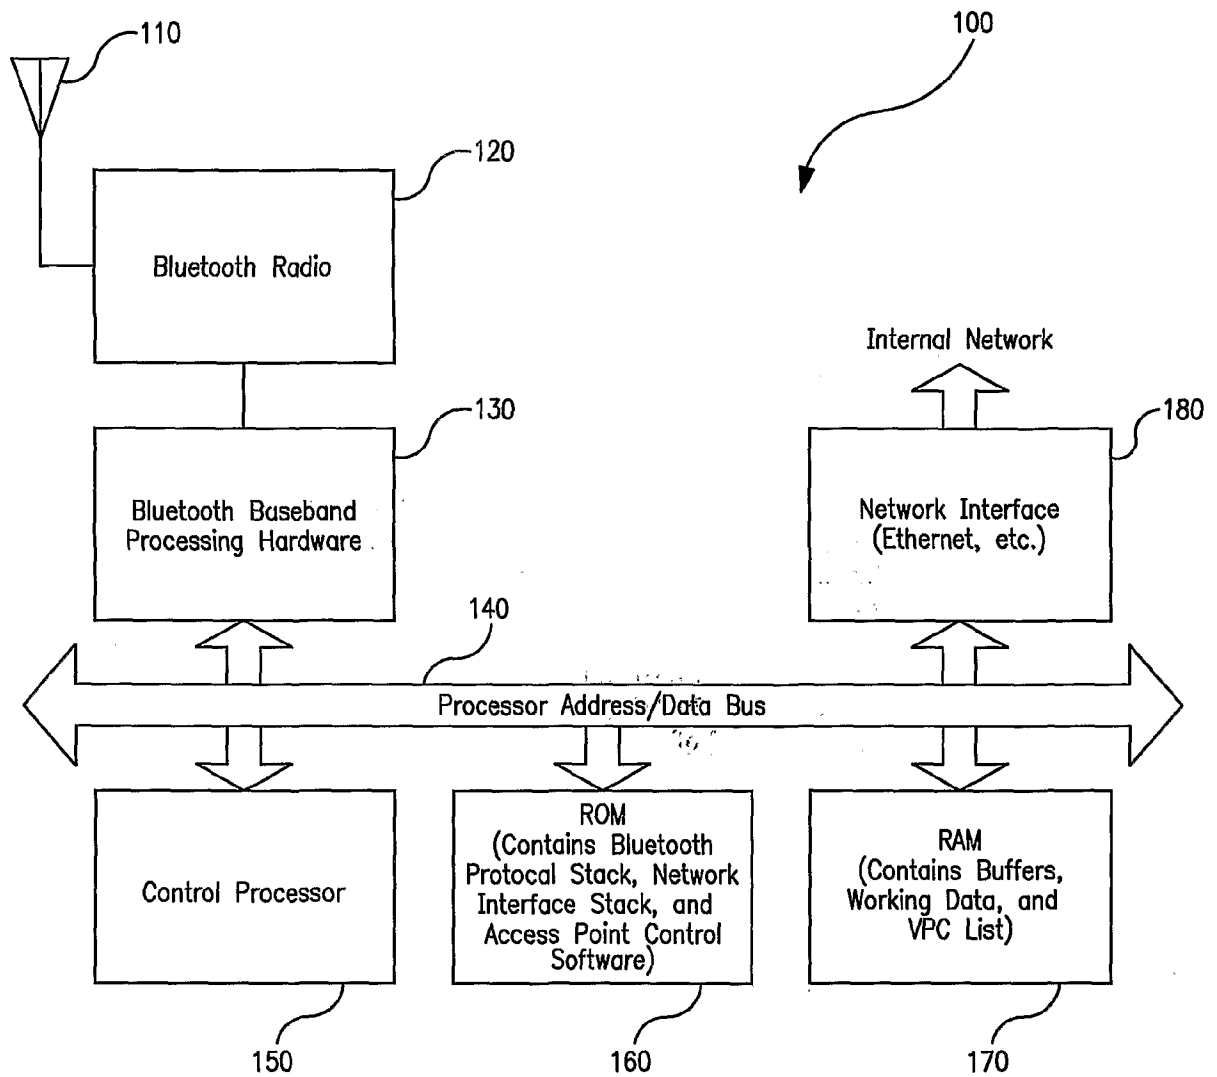 110
100
120
Bluetooth Radio
Internal Network
130
180
Bluetooth Baseband
Processing Hardware
Network Interface
(Ethernet, etc.)
140
Processor Address/Data Bus
Control Processor
ROM
(Contains Bluetooth
Protocal Stack, Network
Interface Stack, and
Access Point Control
Software)
RAM
(Contains Buffers,
Working Data, and
VPC List)
150
160
170